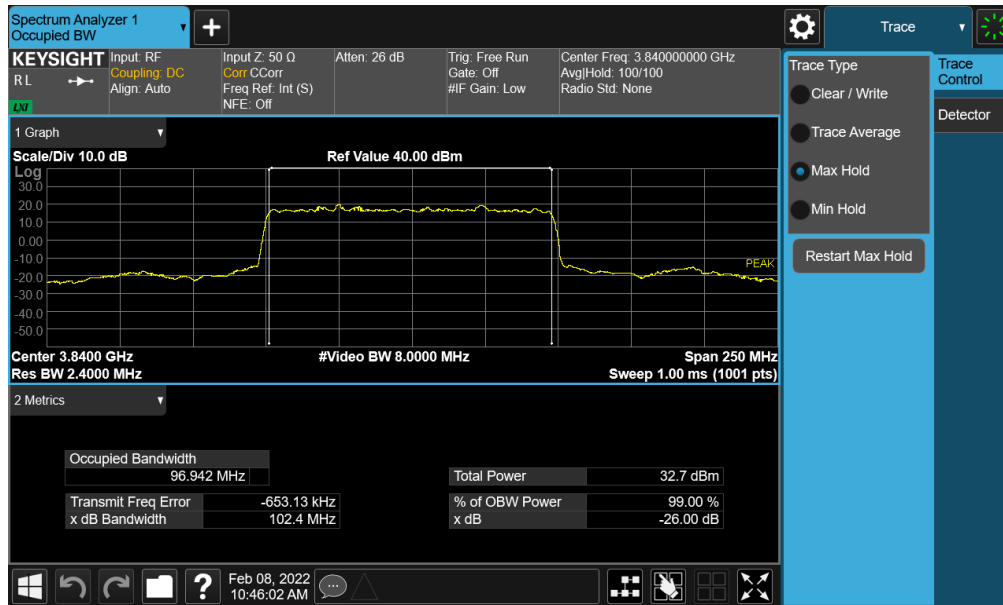 Spectrum Analyzer 1
Occupied BW
+
Trace
KEYSIGHT
R L
LXI
Input: RF
Coupling: DC
Align: Auto
Input Z: 50 Ω
Corr CCorr
Freq Ref: Int (S)
NFE: Off
Atten: 26 dB
Trig: Free Run
Gate: Off
#IF Gain: Low
Center Freq: 3.840000000 GHz
Avg|Hold: 100/100
Radio Std: None
Trace Type
Clear / Write
Trace Average
Max Hold
Min Hold
Restart Max Hold
Trace
Control
Detector
1 Graph
Scale/Div 10.0 dB
Ref Value 40.00 dBm
Log
30.0
20.0
10.0
0.00
-10.0
-20.0
-30.0
-40.0
-50.0
PEAK
Center 3.8400 GHz
#Video BW 8.0000 MHz
Span 250 MHz
Res BW 2.4000 MHz
Sweep 1.00 ms (1001 pts)
2 Metrics
Occupied Bandwidth
96.942 MHz
Total Power 32.7 dBm
Transmit Freq Error -653.13 kHz
% of OBW Power 99.00 %
x dB Bandwidth 102.4 MHz
x dB -26.00 dB
?
Feb 08, 2022
10:46:02 AM